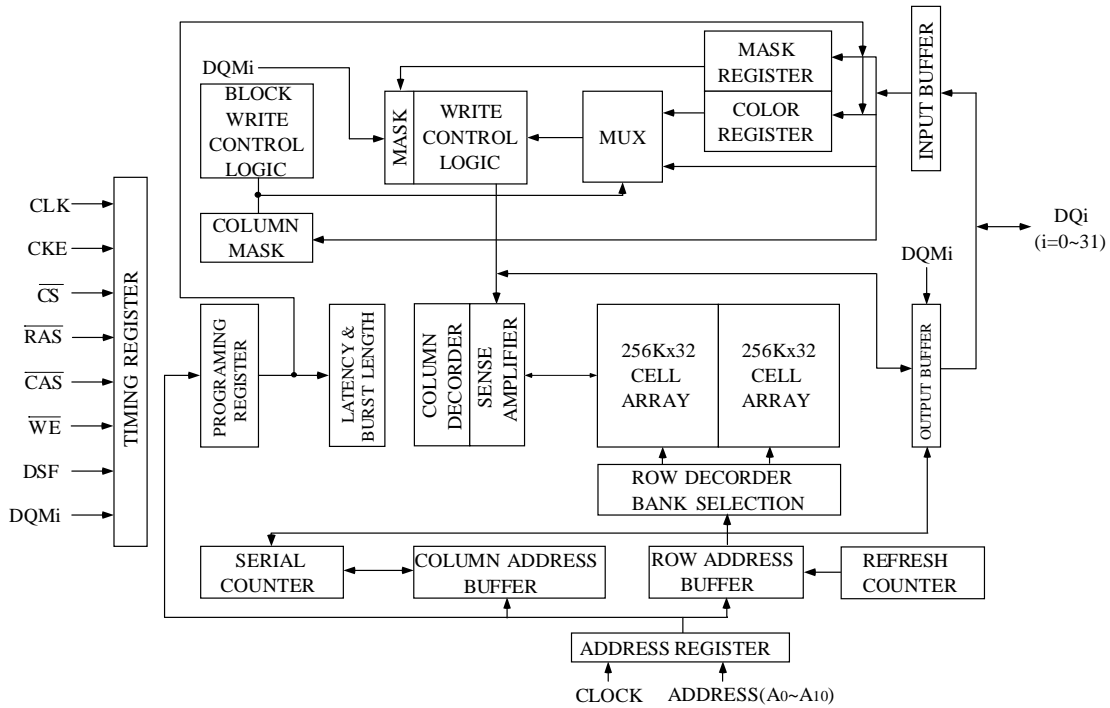 DQMi
BLOCK
WRITE
CONTROL
LOGIC
COLUMN
MASK
MASK
WRITE
CONTROL
LOGIC
MUX
MASK
REGISTER
COLOR
REGISTER
INPUT BUFFER
DQi
(i=0~31)
CLK
CKE
CS
RAS
CAS
WE
DSF
DQMi
TIMING REGISTER
PROGRAMING
REGISTER
LATENCY &
BURST LENGTH
COLUMN
DECORDER
SENSE
AMPLIFIER
256Kx32
CELL
ARRAY
256Kx32
CELL
ARRAY
DQMi
OUTPUT BUFFER
ROW DECORDER
BANK SELECTION
SERIAL
COUNTER
COLUMN ADDRESS
BUFFER
ROW ADDRESS
BUFFER
REFRESH
COUNTER
ADDRESS REGISTER
CLOCK
ADDRESS(A0~A10)